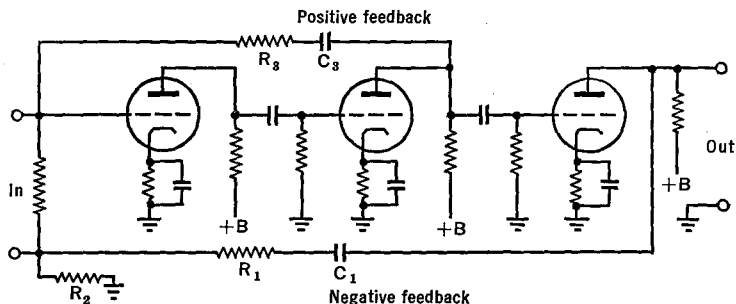 Positive feedback
R₃
C₃
In
Out
+B
+B
+B
R₁
C₁
R₂
Negative feedback